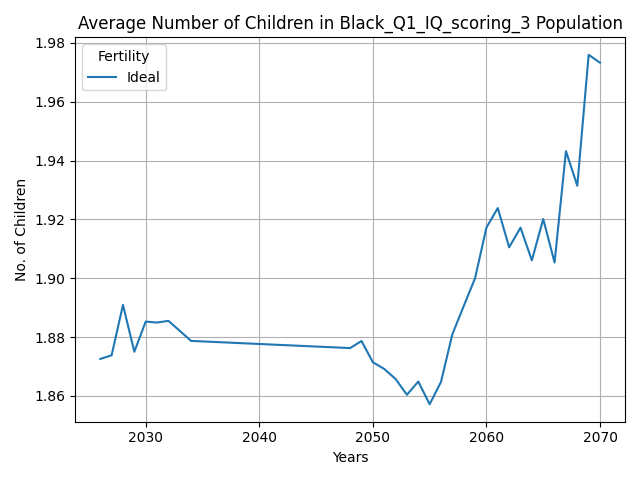 Average Number of Children in Black_Q1_IQ_scoring_3 Population
Fertility
Ideal
1.98
1.96
1.94
1.92
1.90
1.88
1.86
No. of Children
2030
2040
2050
2060
2070
Years